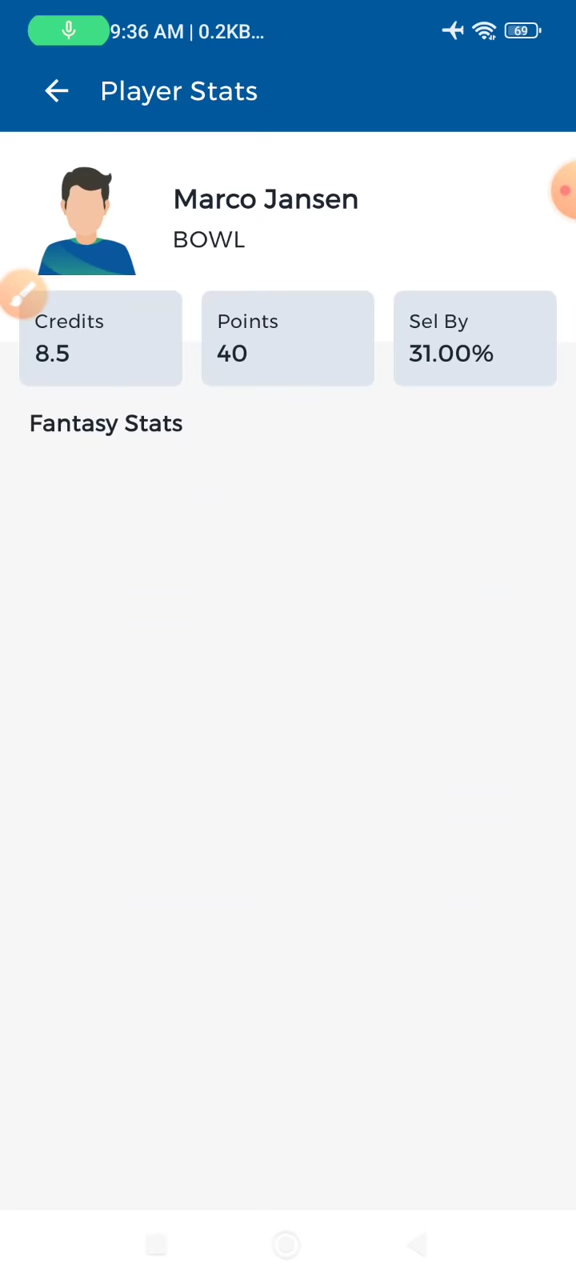 9:36 AM | 0.2KB...
69
Player Stats
Marco Jansen
BOWL
Credits
8.5
Points
40
Sel By
31.00%
Fantasy Stats